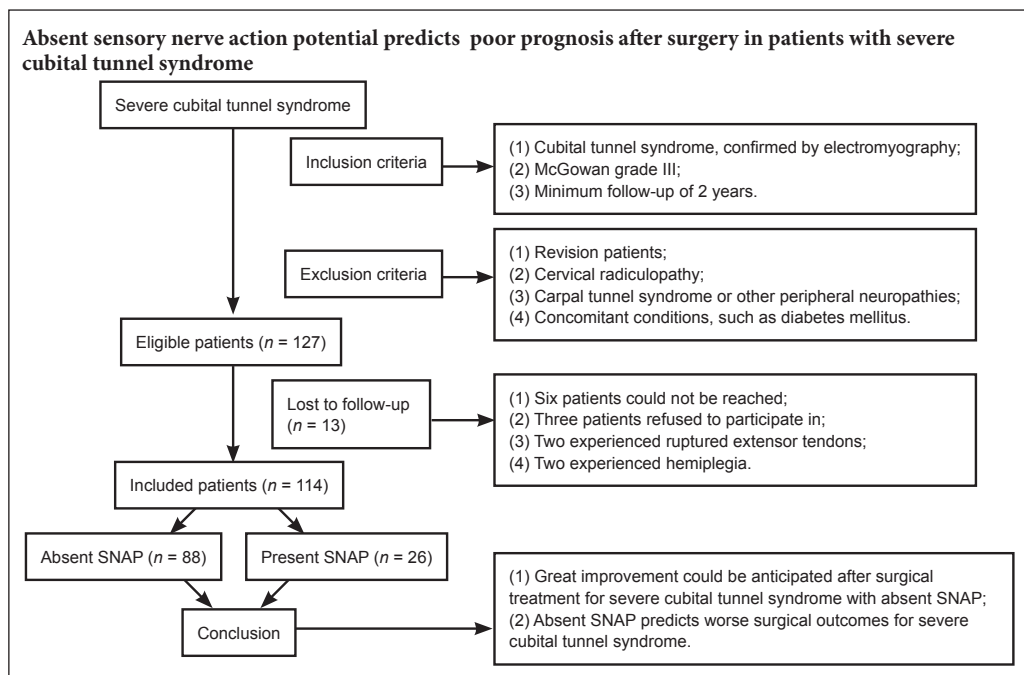 Absent sensory nerve action potential predicts poor prognosis after surgery in patients with severe
cubital tunnel syndrome
Severe cubital tunnel syndrome
Inclusion criteria
(1) Cubital tunnel syndrome, confirmed by electromyography;
(2) McGowan grade III;
(3) Minimum follow-up of 2 years.
Exclusion criteria
(1) Revision patients;
(2) Cervical radiculopathy;
(3) Carpal tunnel syndrome or other peripheral neuropathies;
(4) Concomitant conditions, such as diabetes mellitus.
Eligible patients (n = 127)
Lost to follow-up
(n = 13)
(1) Six patients could not be reached;
(2) Three patients refused to participate in;
(3) Two experienced ruptured extensor tendons;
(4) Two experienced hemiplegia.
Included patients (n = 114)
Absent SNAP (n = 88)
Present SNAP (n = 26)
Conclusion
(1) Great improvement could be anticipated after surgical
treatment for severe cubital tunnel syndrome with absent SNAP;
(2) Absent SNAP predicts worse surgical outcomes for severe
cubital tunnel syndrome.